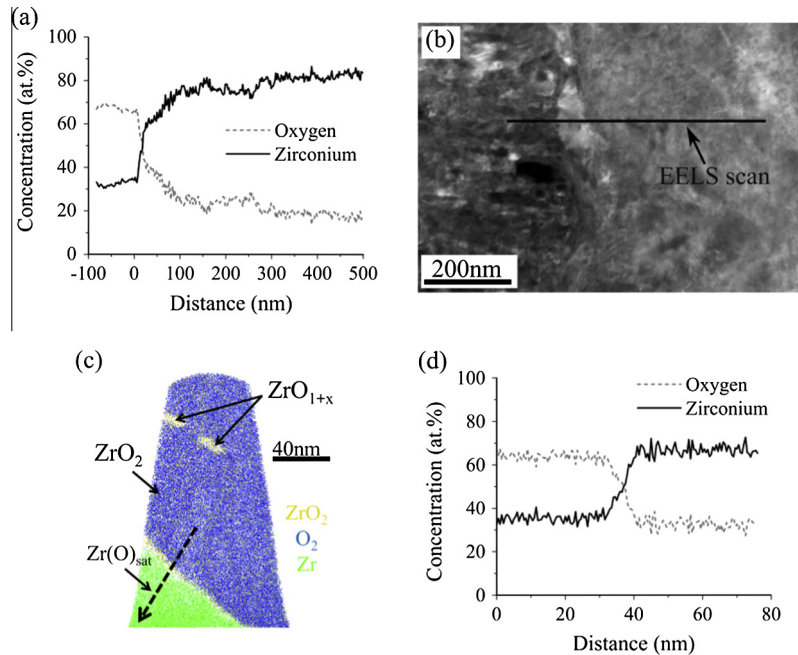 (a)
100
80
60
40
20
0
Concentration (at.%)
Oxygen
Zirconium
-100 0 100 200 300 400 500
Distance (nm)
(b)
EELS scan
200nm
(c)
ZrO1+x
40nm
ZrO2
ZrO2
O2
Zr
Zr(O)sat
(d)
100
80
60
40
20
0
Concentration (at.%)
Oxygen
Zirconium
0 20 40 60 80
Distance (nm)